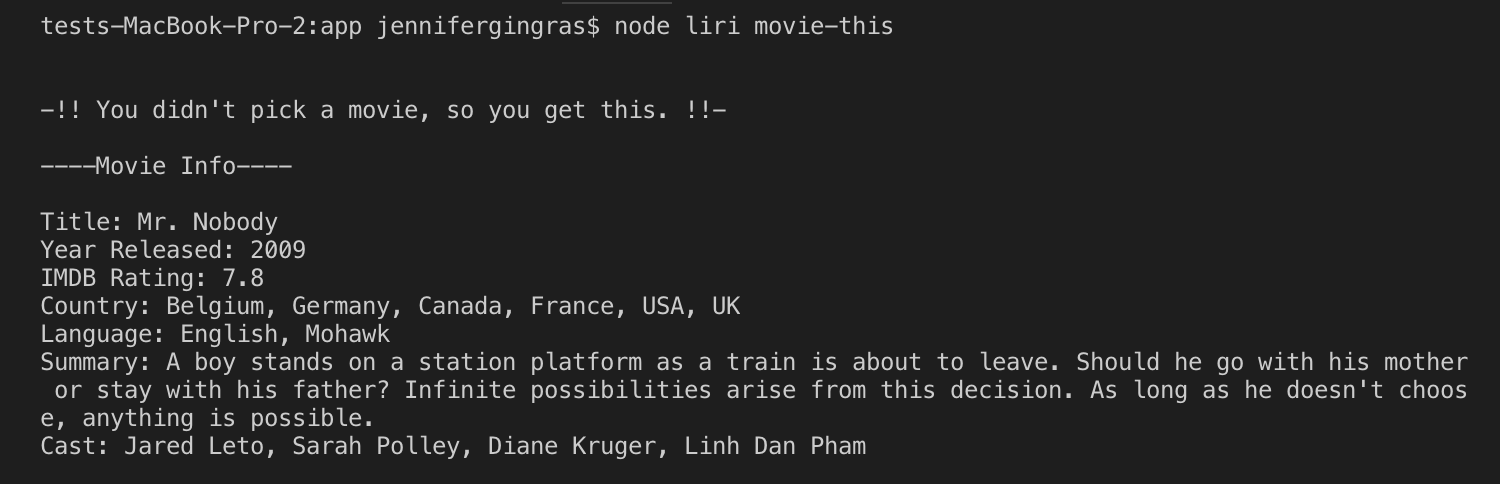 tests-MacBook-Pro-2:app jennifergingras$ node liri movie-this
-!! You didn't pick a movie, so you get this. !!-
----Movie Info----
Title: Mr. Nobody
Year Released: 2009
IMDB Rating: 7.8
Country: Belgium, Germany, Canada, France, USA, UK
Language: English, Mohawk
Summary: A boy stands on a station platform as a train is about to leave. Should he go with his mother
 or stay with his father? Infinite possibilities arise from this decision. As long as he doesn't choos
e, anything is possible.
Cast: Jared Leto, Sarah Polley, Diane Kruger, Linh Dan Pham